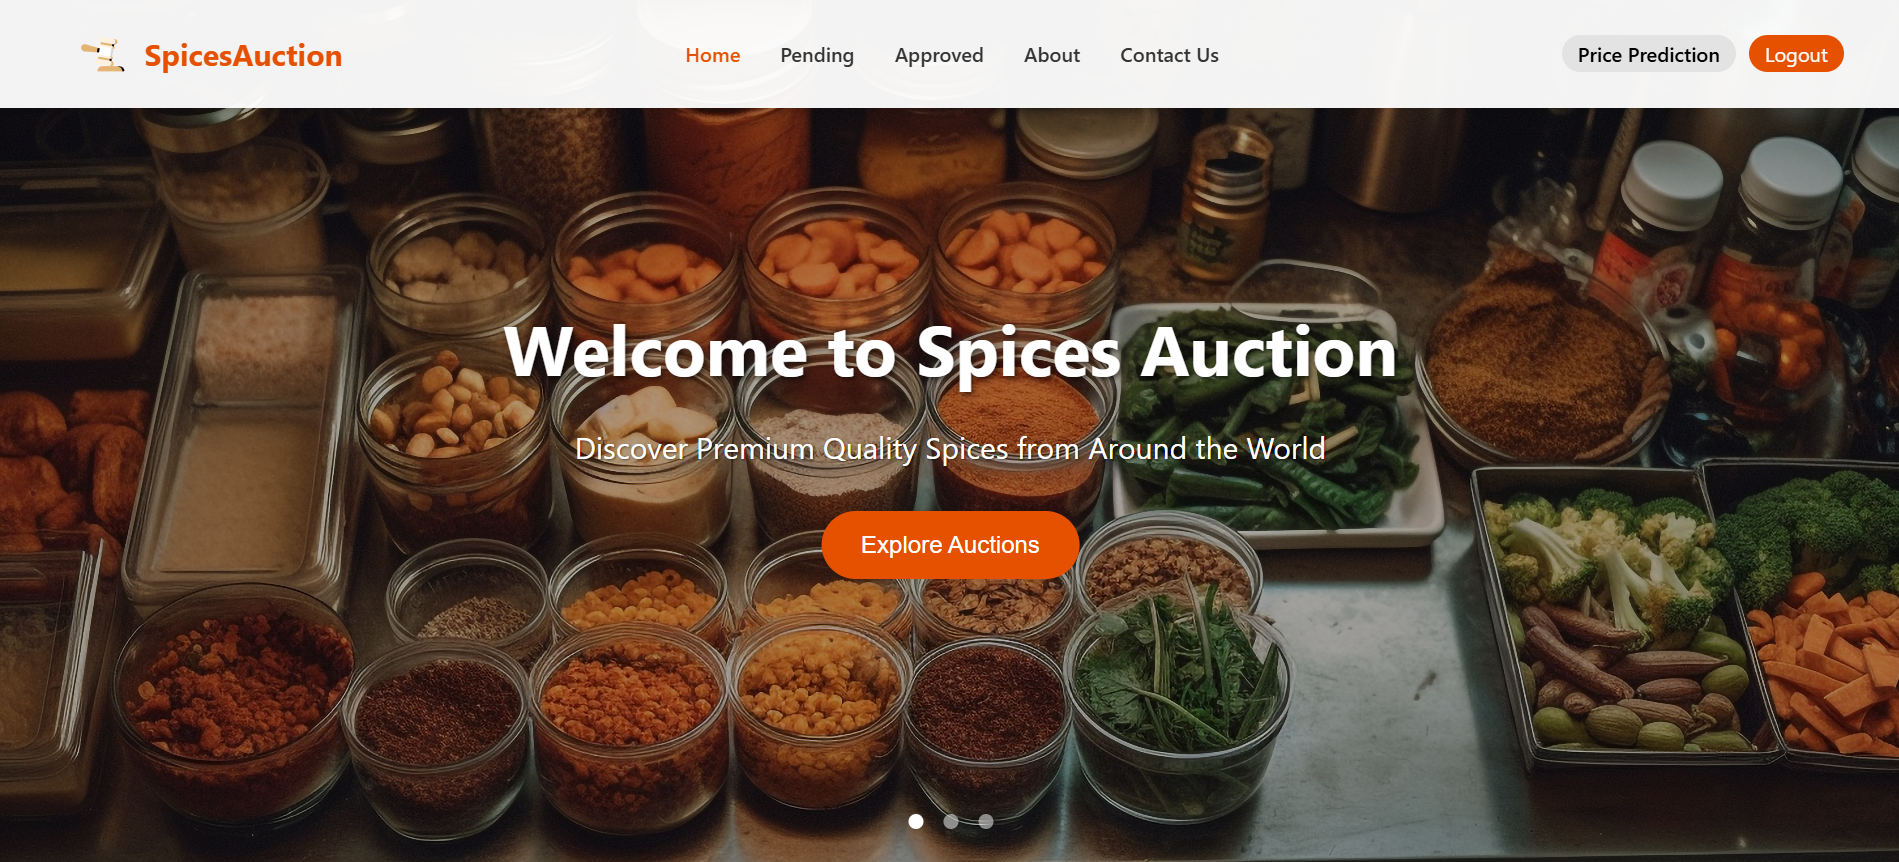 SpicesAuction
Home Pending Approved About Contact Us
Price Prediction Logout
Welcome to Spices Auction
Discover Premium Quality Spices from Around the World
Explore Auctions